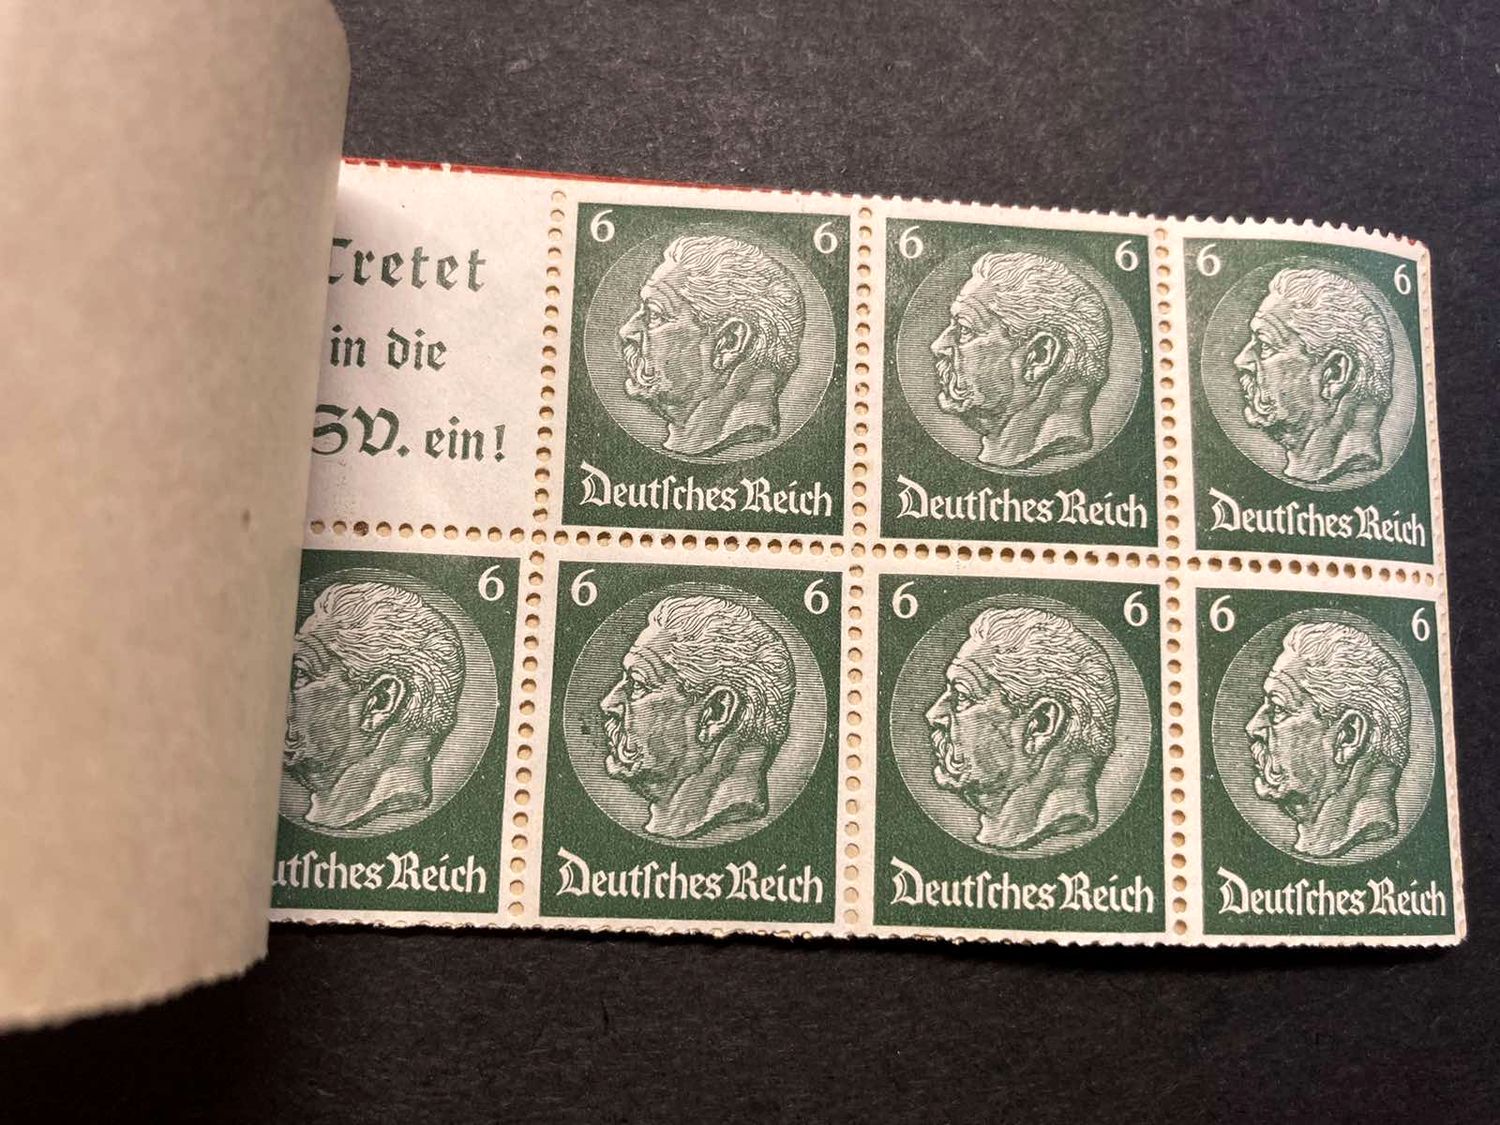 Tretet
in die
SV. ein!
6 6
Deutsches Reich
6 6
Deutsches Reich
6 6
Deutsches Reich
6
utsches Reich
6 6
Deutsches Reich
6 6
Deutsches Reich
6 6
Deutsches Reich